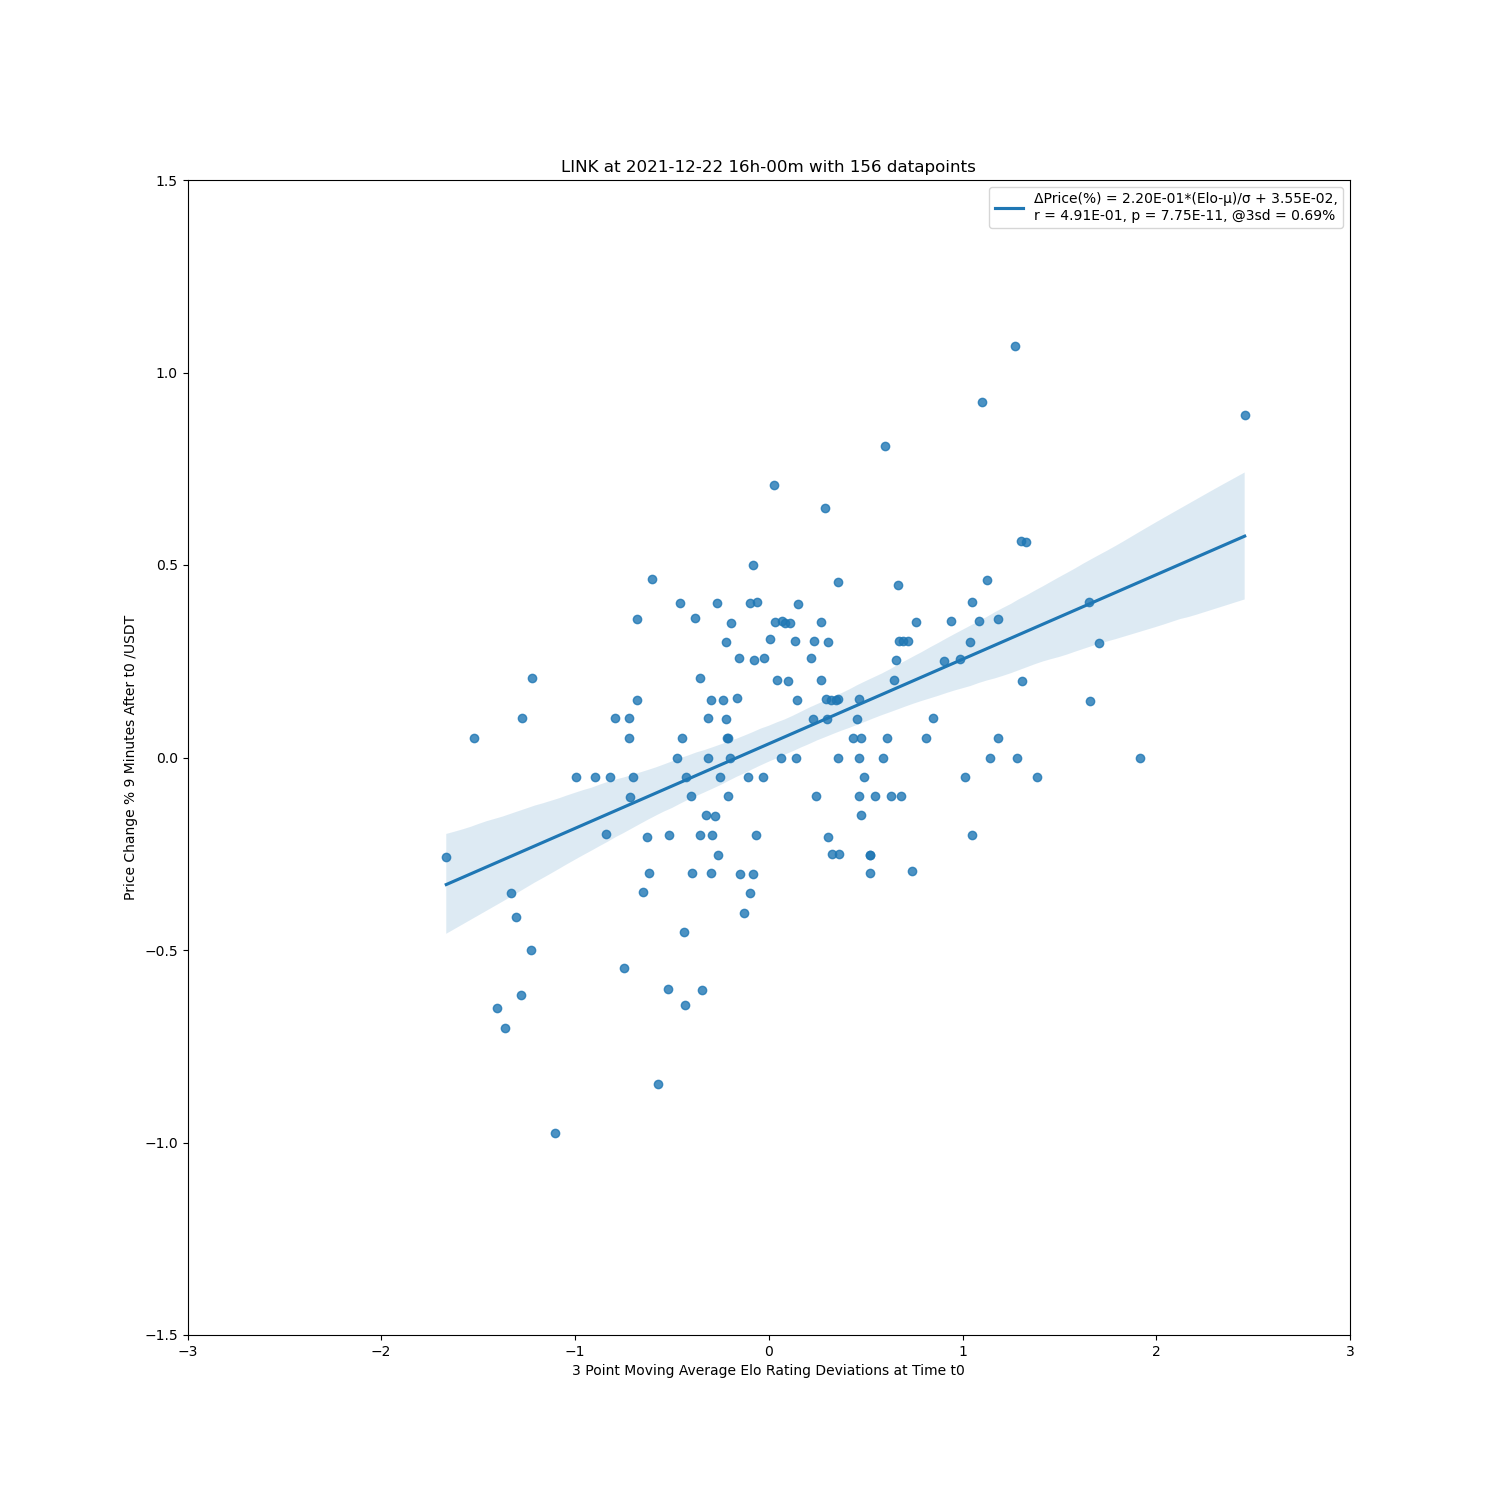 LINK at 2021-12-22 16h-00m with 156 datapoints
ΔPrice(%) = 2.20E-01*(Elo-μ)/σ + 3.55E-02,
r = 4.91E-01, p = 7.75E-11, @3sd = 0.69%
Price Change % 9 Minutes After t0 /USDT
1.5
1.0
0.5
0.0
−0.5
−1.0
−1.5
−3
−2
−1
0
1
2
3
3 Point Moving Average Elo Rating Deviations at Time t0